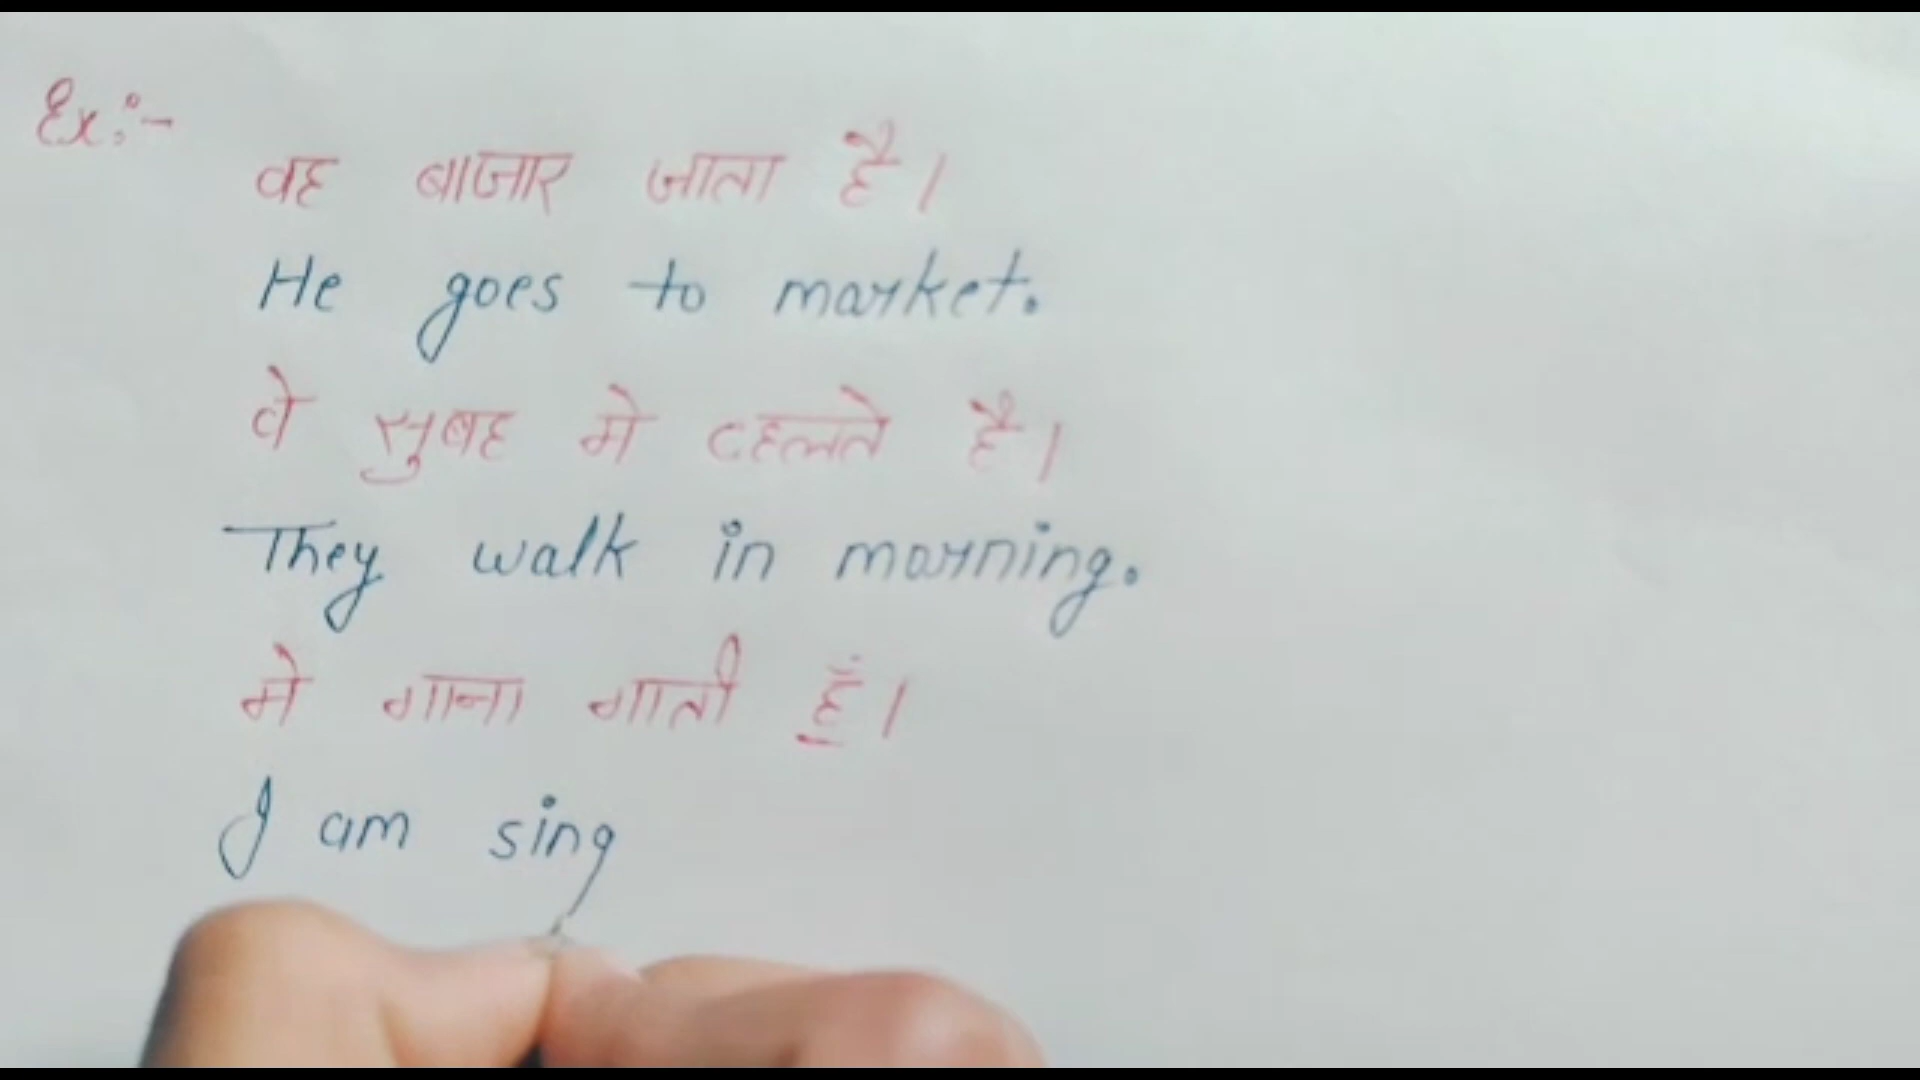 Ex:-
वह बाजार जाता है।
He goes to market.
वे सुबह मे टहलते है।
They walk in morning.
मे गाना गाती हूं।
I am sing